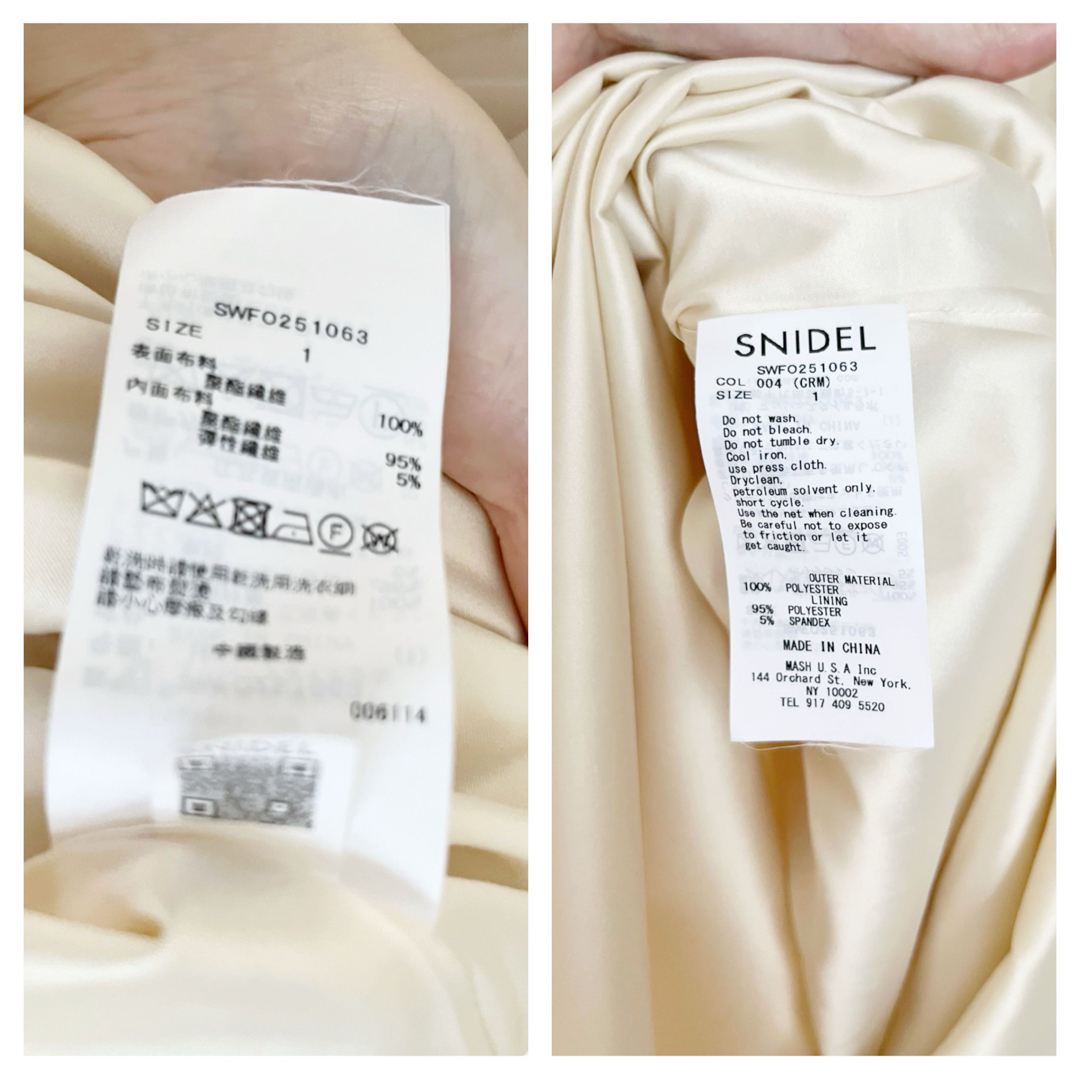 SWFO251063
SIZE 1
表面布料
聚酯纖維 100%
內面布料
聚酯纖維 95%
彈性纖維 5%
F
W
乾洗時請使用乾洗用洗衣網
請墊布熨燙
請小心摩擦及勾縫
中國製造
006114
SNIDEL
SNIDEL
SWFO251063
COL 004 (CRM)
SIZE 1
Do not wash.
Do not bleach.
Do not tumble dry.
Cool iron,
use press cloth.
Dryclean,
petroleum solvent only,
short cycle.
Use the net when cleaning.
Be careful not to expose
to friction or let it
get caught.
OUTER MATERIAL
100% POLYESTER
LINING
95% POLYESTER
5% SPANDEX
MADE IN CHINA
MASH U.S.A Inc
144 Orchard St, New York,
NY 10002
TEL 917 409 5520